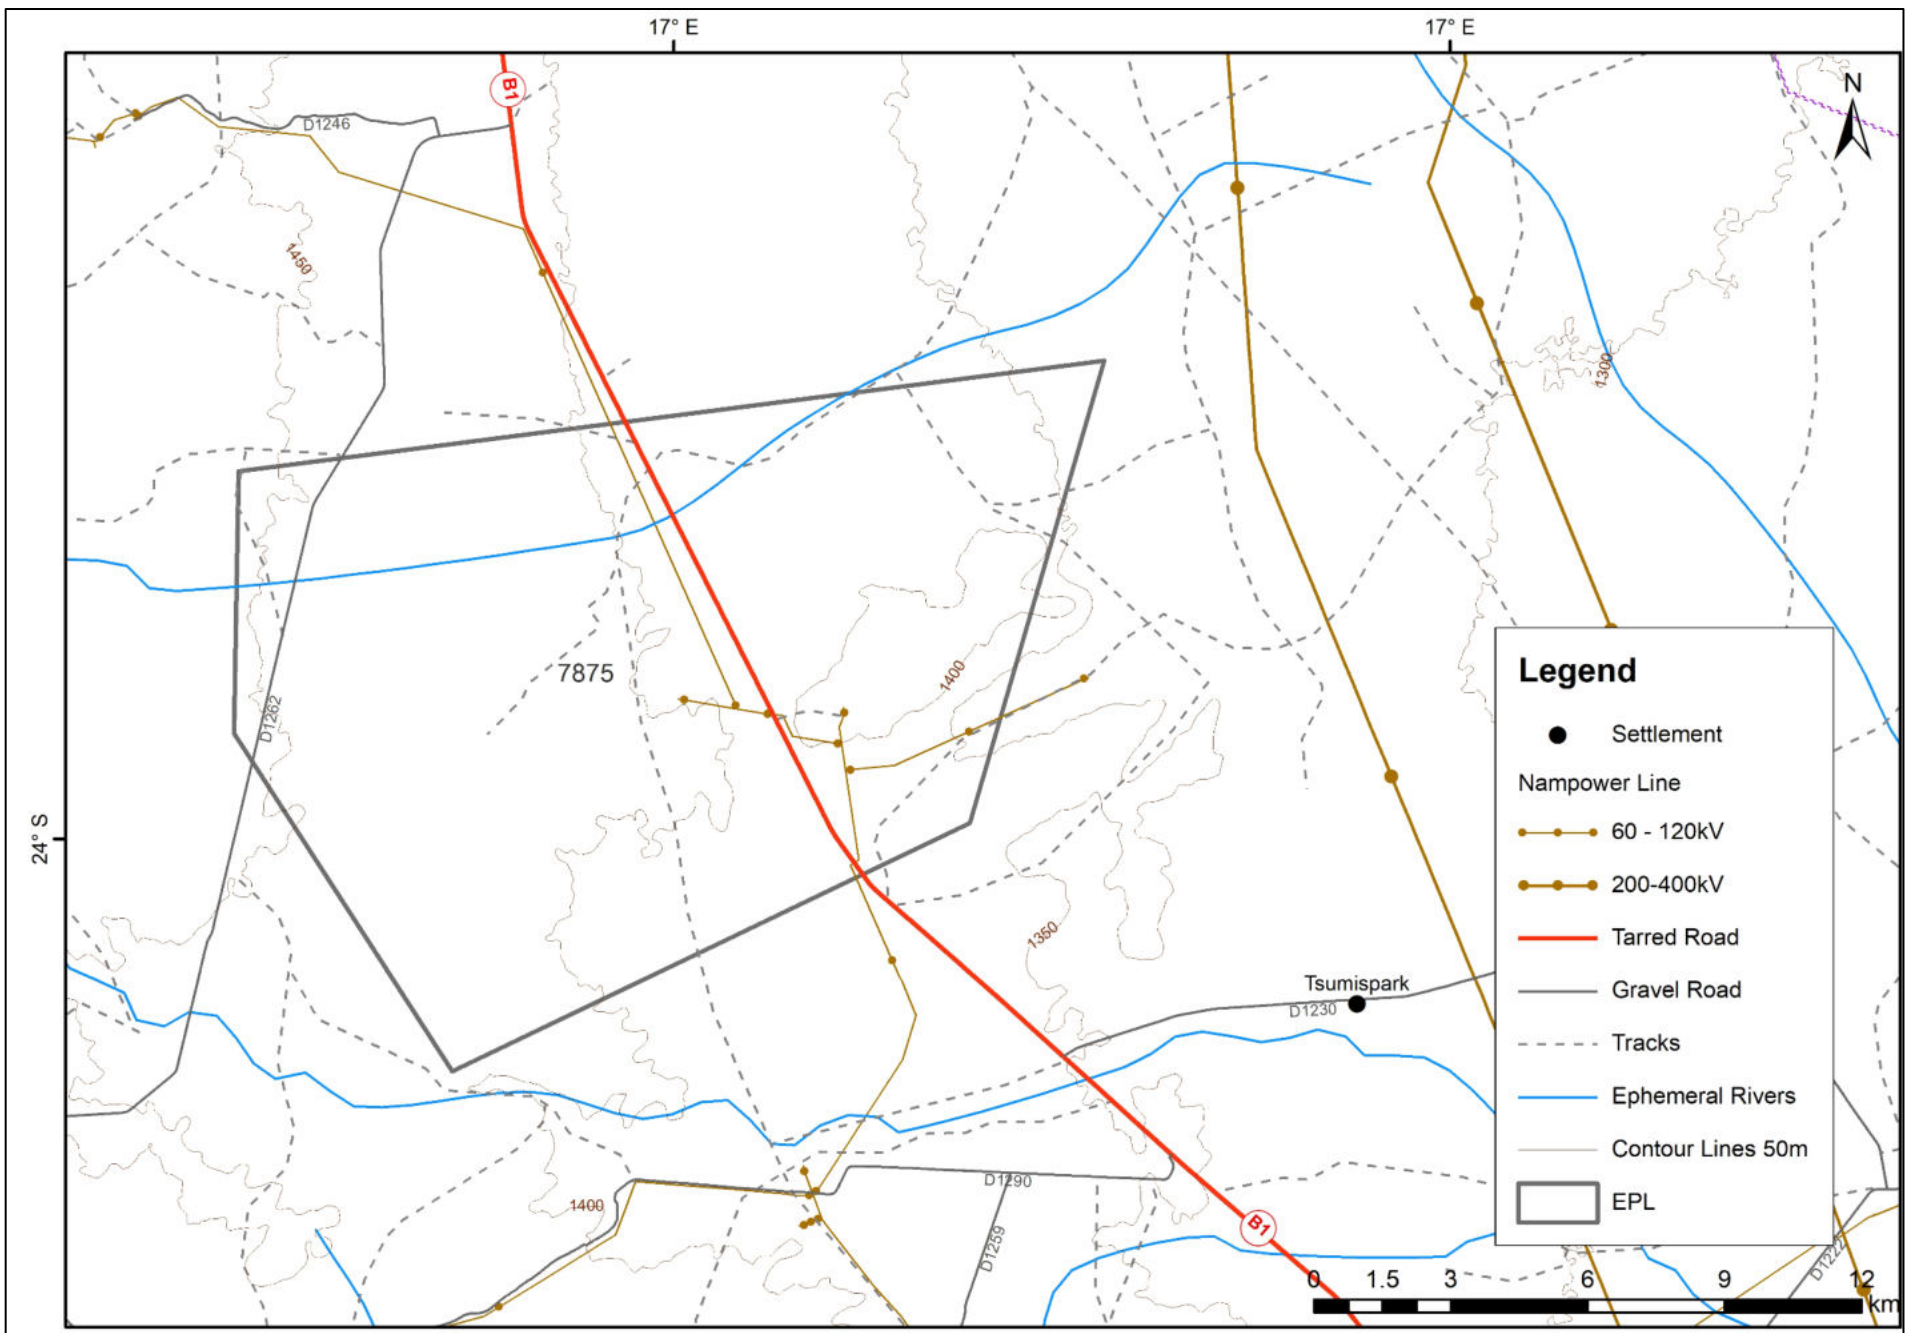 17° E
17° E
N
B1
D1246
1450
1300
7875
1400
D1262
24° S
1350
Tsumispark
D1230
D1290
1400
D1259
B1
D1222
Legend
Settlement
Nampower Line
60 - 120kV
200-400kV
Tarred Road
Gravel Road
Tracks
Ephemeral Rivers
Contour Lines 50m
EPL
0 1.5 3 6 9 12
km